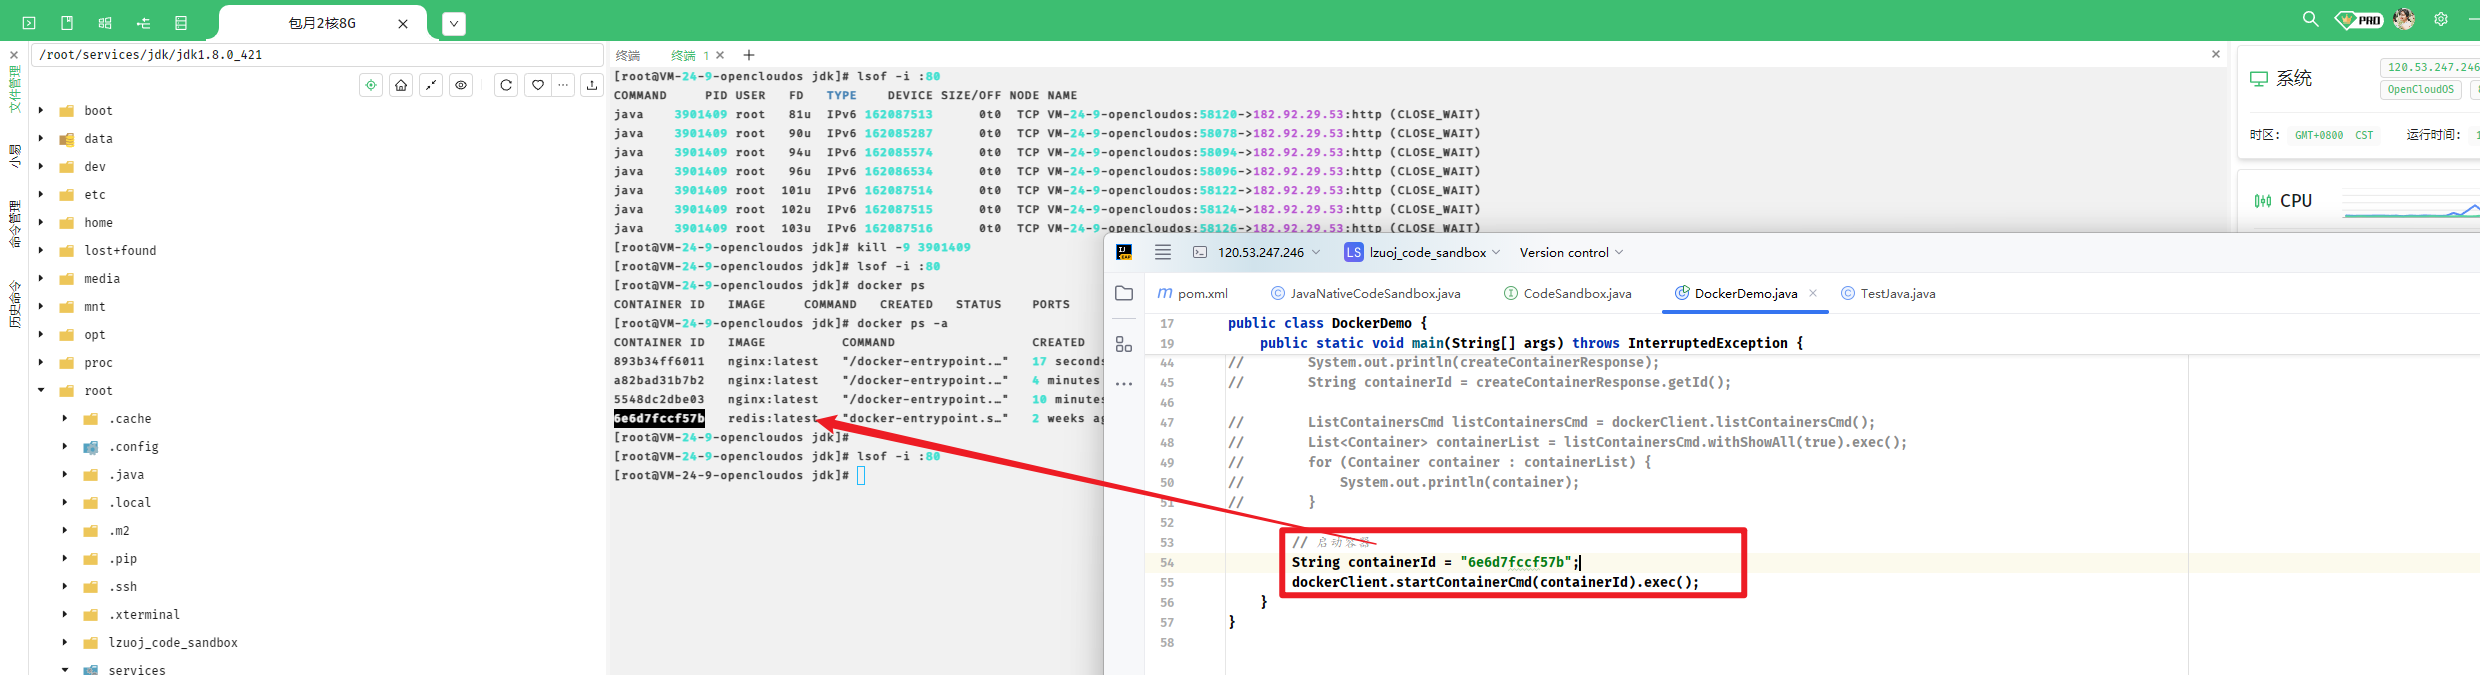 包月2核8G
PRO
/root/services/jdk/jdk1.8.0_421
文件管理
小易
命令管理
历史命令
boot
data
dev
etc
home
lost+found
media
mnt
opt
proc
root
.cache
.config
.java
.local
.m2
.pip
.ssh
.xterminal
lzuoj_code_sandbox
services
终端 终端 1
[root@VM-24-9-opencloudos jdk]# lsof -i :80
COMMAND PID USER FD TYPE DEVICE SIZE/OFF NODE NAME
java 3901409 root 81u IPv6 162087513 0t0 TCP VM-24-9-opencloudos:58120->182.92.29.53:http (CLOSE_WAIT)
java 3901409 root 90u IPv6 162085287 0t0 TCP VM-24-9-opencloudos:58078->182.92.29.53:http (CLOSE_WAIT)
java 3901409 root 94u IPv6 162085574 0t0 TCP VM-24-9-opencloudos:58094->182.92.29.53:http (CLOSE_WAIT)
java 3901409 root 96u IPv6 162086534 0t0 TCP VM-24-9-opencloudos:58096->182.92.29.53:http (CLOSE_WAIT)
java 3901409 root 101u IPv6 162087514 0t0 TCP VM-24-9-opencloudos:58122->182.92.29.53:http (CLOSE_WAIT)
java 3901409 root 102u IPv6 162087515 0t0 TCP VM-24-9-opencloudos:58124->182.92.29.53:http (CLOSE_WAIT)
java 3901409 root 103u IPv6 162087516 0t0 TCP VM-24-9-opencloudos:58126->182.92.29.53:http (CLOSE_WAIT)
[root@VM-24-9-opencloudos jdk]# kill -9 3901409
[root@VM-24-9-opencloudos jdk]# lsof -i :80
[root@VM-24-9-opencloudos jdk]# docker ps
CONTAINER ID IMAGE COMMAND CREATED STATUS PORTS
[root@VM-24-9-opencloudos jdk]# docker ps -a
CONTAINER ID IMAGE COMMAND CREATED
893b34ff6011 nginx:latest "/docker-entrypoint.…" 17 seconds
a82bad31b7b2 nginx:latest "/docker-entrypoint.…" 4 minutes
5548dc2dbe03 nginx:latest "/docker-entrypoint.…" 10 minutes
6e6d7fccf57b redis:latest "docker-entrypoint.s…" 2 weeks ag
[root@VM-24-9-opencloudos jdk]#
[root@VM-24-9-opencloudos jdk]# lsof -i :80
[root@VM-24-9-opencloudos jdk]#
系统
120.53.247.246
OpenCloudOS
时区: GMT+0800 CST 运行时间:
CPU
120.53.247.246 LS lzuoj_code_sandbox Version control
pom.xml JavaNativeCodeSandbox.java CodeSandbox.java DockerDemo.java TestJava.java
17 public class DockerDemo {
19 public static void main(String[] args) throws InterruptedException {
44 // System.out.println(createContainerResponse);
45 // String containerId = createContainerResponse.getId();
46
47 // ListContainersCmd listContainersCmd = dockerClient.listContainersCmd();
48 // List<Container> containerList = listContainersCmd.withShowAll(true).exec();
49 // for (Container container : containerList) {
50 // System.out.println(container);
51 // }
52
53 // 启动容器
54 String containerId = "6e6d7fccf57b";
55 dockerClient.startContainerCmd(containerId).exec();
56 }
57 }
58